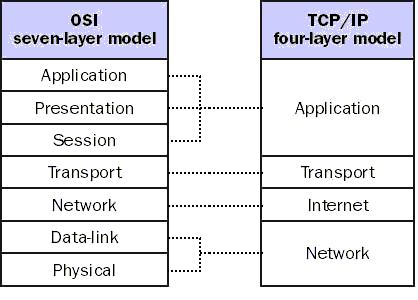 OSI
seven-layer model
Application
Presentation
Session
Transport
Network
Data-link
Physical
TCP/IP
four-layer model
Application
Transport
Internet
Network